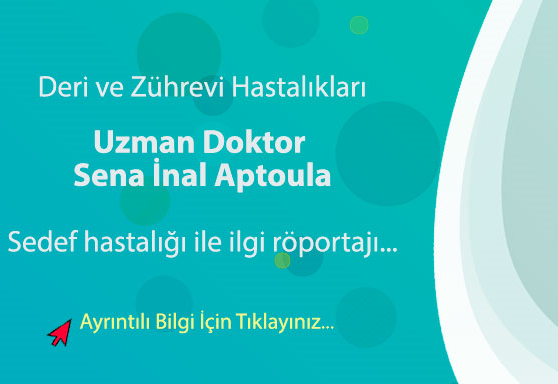 Deri ve Zührevi Hastalıkları
Uzman Doktor
Sena İnal Aptoula
Sedef hastalığı ile ilgi röportajı...
Ayrıntılı Bilgi İçin Tıklayınız...